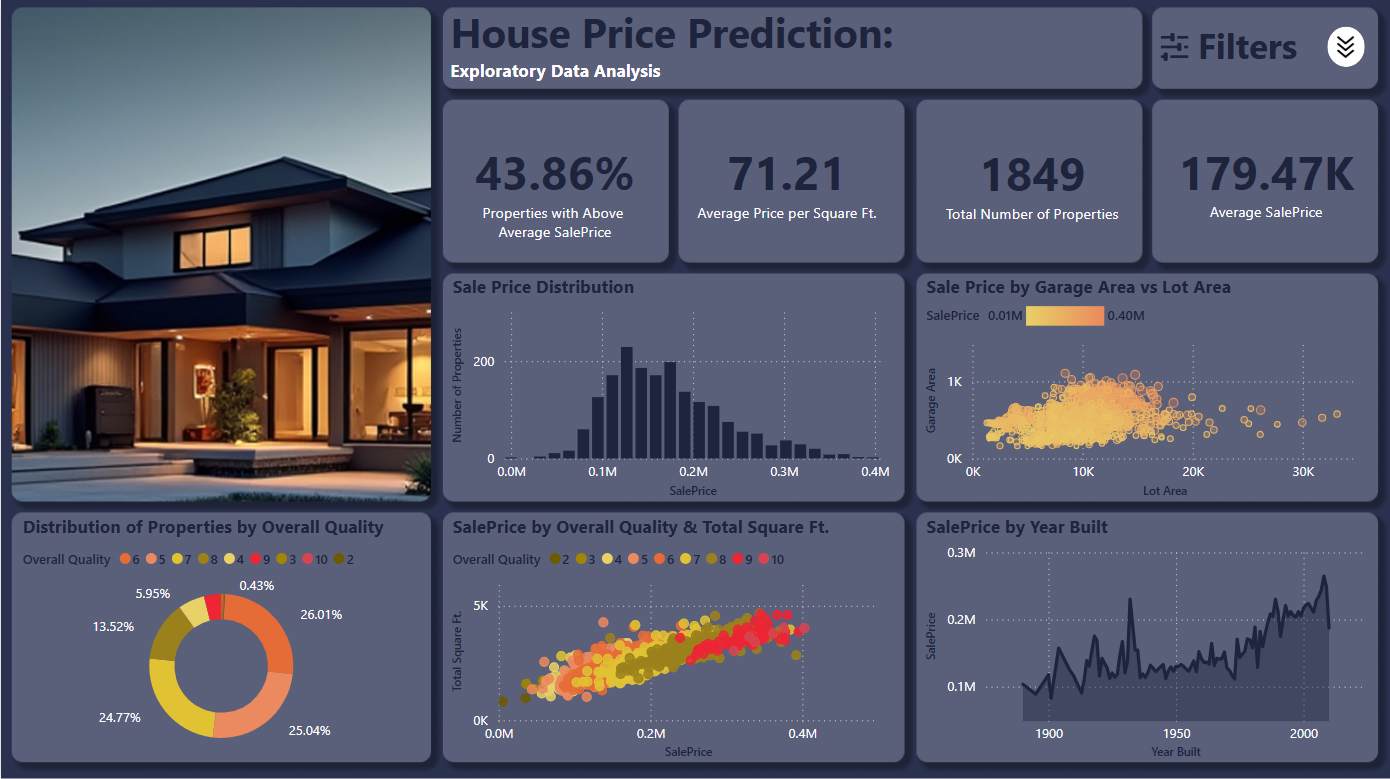 House Price Prediction:
Exploratory Data Analysis
Filters
43.86%
Properties with Above
Average SalePrice
71.21
Average Price per Square Ft.
1849
Total Number of Properties
179.47K
Average SalePrice
Sale Price Distribution
Number of Properties
200
0
0.0M 0.1M 0.2M 0.3M 0.4M
SalePrice
Sale Price by Garage Area vs Lot Area
SalePrice 0.01M 0.40M
Garage Area
1K
0K
0K 10K 20K 30K
Lot Area
Distribution of Properties by Overall Quality
Overall Quality 6 5 7 8 4 9 3 10 2
0.43%
5.95%
26.01%
13.52%
24.77%
25.04%
SalePrice by Overall Quality & Total Square Ft.
Overall Quality 2 3 4 5 6 7 8 9 10
Total Square Ft.
5K
0K
0.0M 0.2M 0.4M
SalePrice
SalePrice by Year Built
SalePrice
0.3M
0.2M
0.1M
1900 1950 2000
Year Built